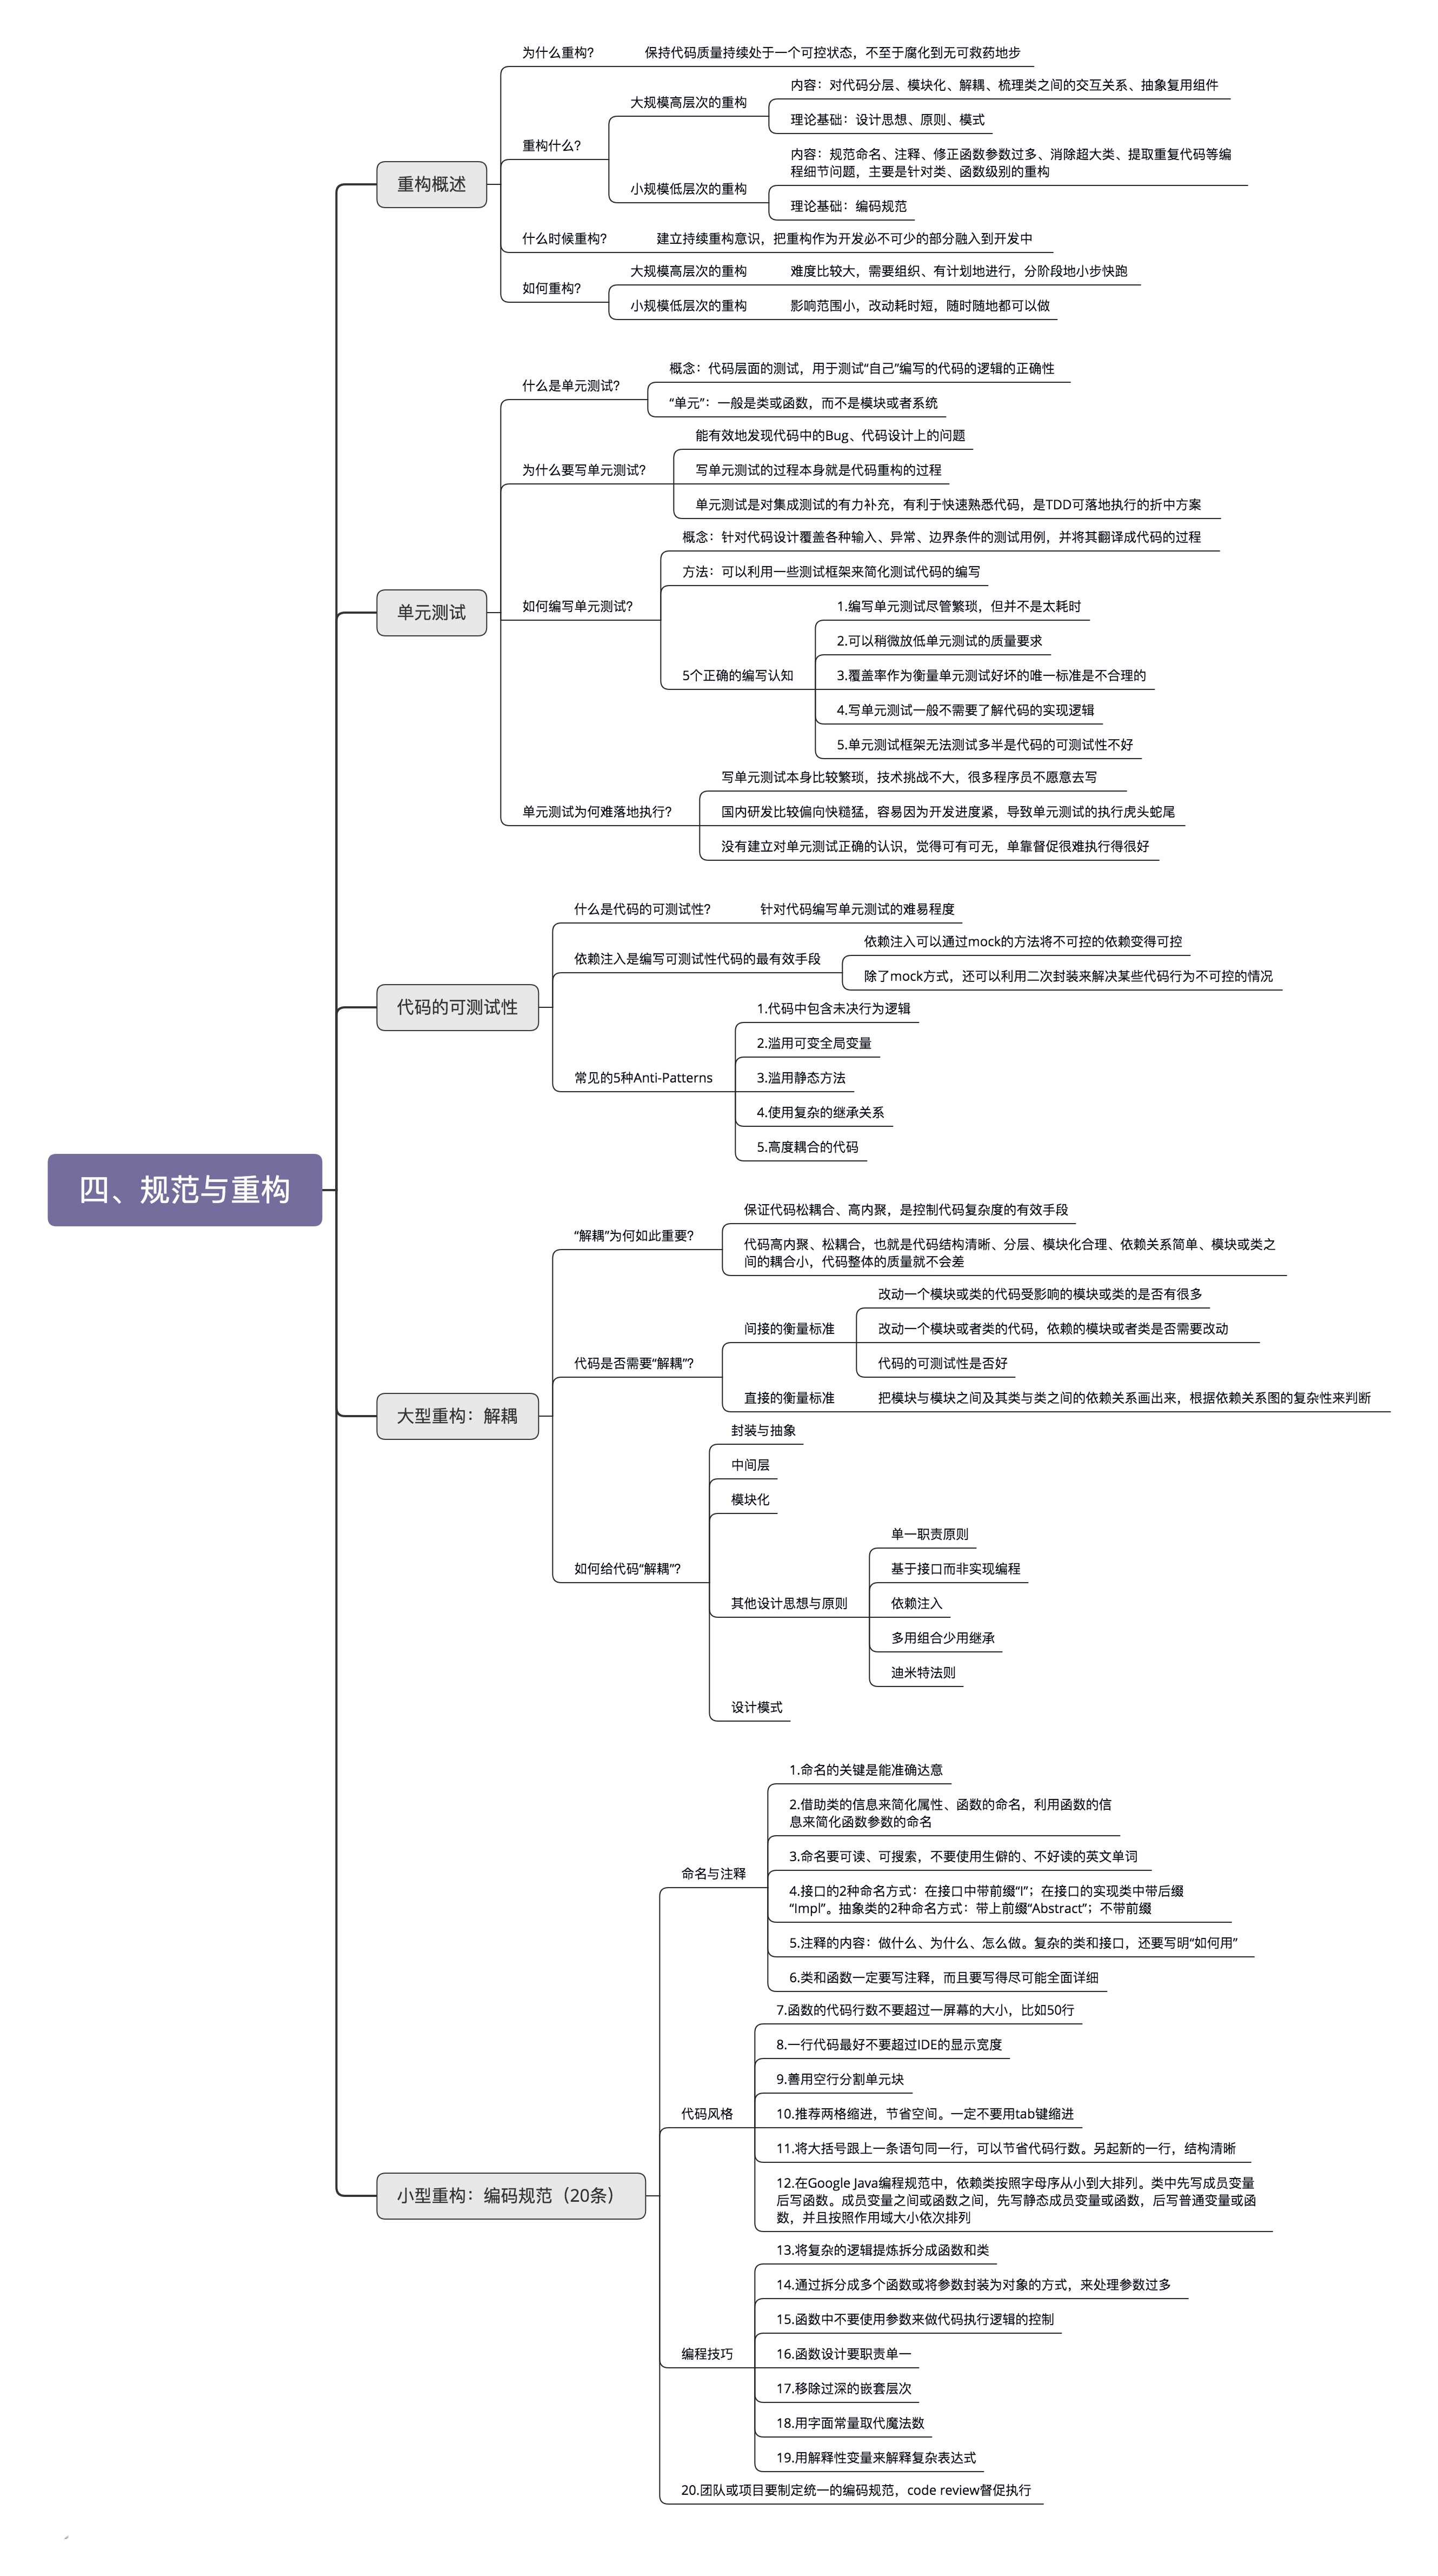 四、规范与重构
重构概述
为什么重构？
保持代码质量持续处于一个可控状态，不至于腐化到无可救药地步
重构什么？
大规模高层次的重构
内容：对代码分层、模块化、解耦、梳理类之间的交互关系、抽象复用组件
理论基础：设计思想、原则、模式
小规模低层次的重构
内容：规范命名、注释、修正函数参数过多、消除超大类、提取重复代码等编
程细节问题，主要是针对类、函数级别的重构
理论基础：编码规范
什么时候重构？
建立持续重构意识，把重构作为开发必不可少的部分融入到开发中
如何重构？
大规模高层次的重构
难度比较大，需要组织、有计划地进行，分阶段地小步快跑
小规模低层次的重构
影响范围小，改动耗时短，随时随地都可以做
单元测试
什么是单元测试？
概念：代码层面的测试，用于测试“自己”编写的代码的逻辑的正确性
“单元”：一般是类或函数，而不是模块或者系统
为什么要写单元测试？
能有效地发现代码中的Bug、代码设计上的问题
写单元测试的过程本身就是代码重构的过程
单元测试是对集成测试的有力补充，有利于快速熟悉代码，是TDD可落地执行的折中方案
如何编写单元测试？
概念：针对代码设计覆盖各种输入、异常、边界条件的测试用例，并将其翻译成代码的过程
方法：可以利用一些测试框架来简化测试代码的编写
5个正确的编写认知
1.编写单元测试尽管繁琐，但并不是太耗时
2.可以稍微放低单元测试的质量要求
3.覆盖率作为衡量单元测试好坏的唯一标准是不合理的
4.写单元测试一般不需要了解代码的实现逻辑
5.单元测试框架无法测试多半是代码的可测试性不好
单元测试为何难落地执行？
写单元测试本身比较繁琐，技术挑战不大，很多程序员不愿意去写
国内研发比较偏向快糙猛，容易因为开发进度紧，导致单元测试的执行虎头蛇尾
没有建立对单元测试正确的认识，觉得可有可无，单靠督促很难执行得很好
代码的可测试性
什么是代码的可测试性？
针对代码编写单元测试的难易程度
依赖注入是编写可测试性代码的最有效手段
依赖注入可以通过mock的方法将不可控的依赖变得可控
除了mock方式，还可以利用二次封装来解决某些代码行为不可控的情况
常见的5种Anti-Patterns
1.代码中包含未决行为逻辑
2.滥用可变全局变量
3.滥用静态方法
4.使用复杂的继承关系
5.高度耦合的代码
大型重构：解耦
“解耦”为何如此重要？
保证代码松耦合、高内聚，是控制代码复杂度的有效手段
代码高内聚、松耦合，也就是代码结构清晰、分层、模块化合理、依赖关系简单、模块或类之
间的耦合小，代码整体的质量就不会差
代码是否需要“解耦”？
间接的衡量标准
改动一个模块或类的代码受影响的模块或类的是否有很多
改动一个模块或者类的代码，依赖的模块或者类是否需要改动
代码的可测试性是否好
直接的衡量标准
把模块与模块之间及其类与类之间的依赖关系画出来，根据依赖关系图的复杂性来判断
如何给代码“解耦”？
封装与抽象
中间层
模块化
其他设计思想与原则
单一职责原则
基于接口而非实现编程
依赖注入
多用组合少用继承
迪米特法则
设计模式
小型重构：编码规范（20条）
命名与注释
1.命名的关键是能准确达意
2.借助类的信息来简化属性、函数的命名，利用函数的信
息来简化函数参数的命名
3.命名要可读、可搜索，不要使用生僻的、不好读的英文单词
4.接口的2种命名方式：在接口中带前缀“I”；在接口的实现类中带后缀
“Impl”。抽象类的2种命名方式：带上前缀“Abstract”；不带前缀
5.注释的内容：做什么、为什么、怎么做。复杂的类和接口，还要写明“如何用”
6.类和函数一定要写注释，而且要写得尽可能全面详细
代码风格
7.函数的代码行数不要超过一屏幕的大小，比如50行
8.一行代码最好不要超过IDE的显示宽度
9.善用空行分割单元块
10.推荐两格缩进，节省空间。一定不要用tab键缩进
11.将大括号跟上一条语句同一行，可以节省代码行数。另起新的一行，结构清晰
12.在Google Java编程规范中，依赖类按照字母序从小到大排列。类中先写成员变量
后写函数。成员变量之间或函数之间，先写静态成员变量或函数，后写普通变量或函
数，并且按照作用域大小依次排列
编程技巧
13.将复杂的逻辑提炼拆分成函数和类
14.通过拆分成多个函数或将参数封装为对象的方式，来处理参数过多
15.函数中不要使用参数来做代码执行逻辑的控制
16.函数设计要职责单一
17.移除过深的嵌套层次
18.用字面常量取代魔法数
19.用解释性变量来解释复杂表达式
20.团队或项目要制定统一的编码规范，code review督促执行